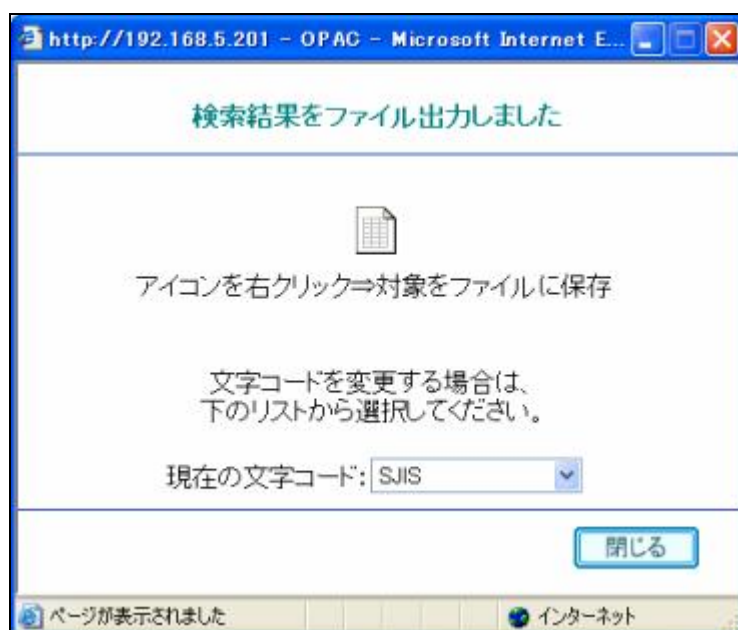 http://192.168.5.201 - OPAC - Microsoft Internet E...
検索結果をファイル出力しました
アイコンを右クリック⇒対象をファイルに保存
文字コードを変更する場合は、
下のリストから選択してください。
現在の文字コード: SJIS
閉じる
ページが表示されました インターネット